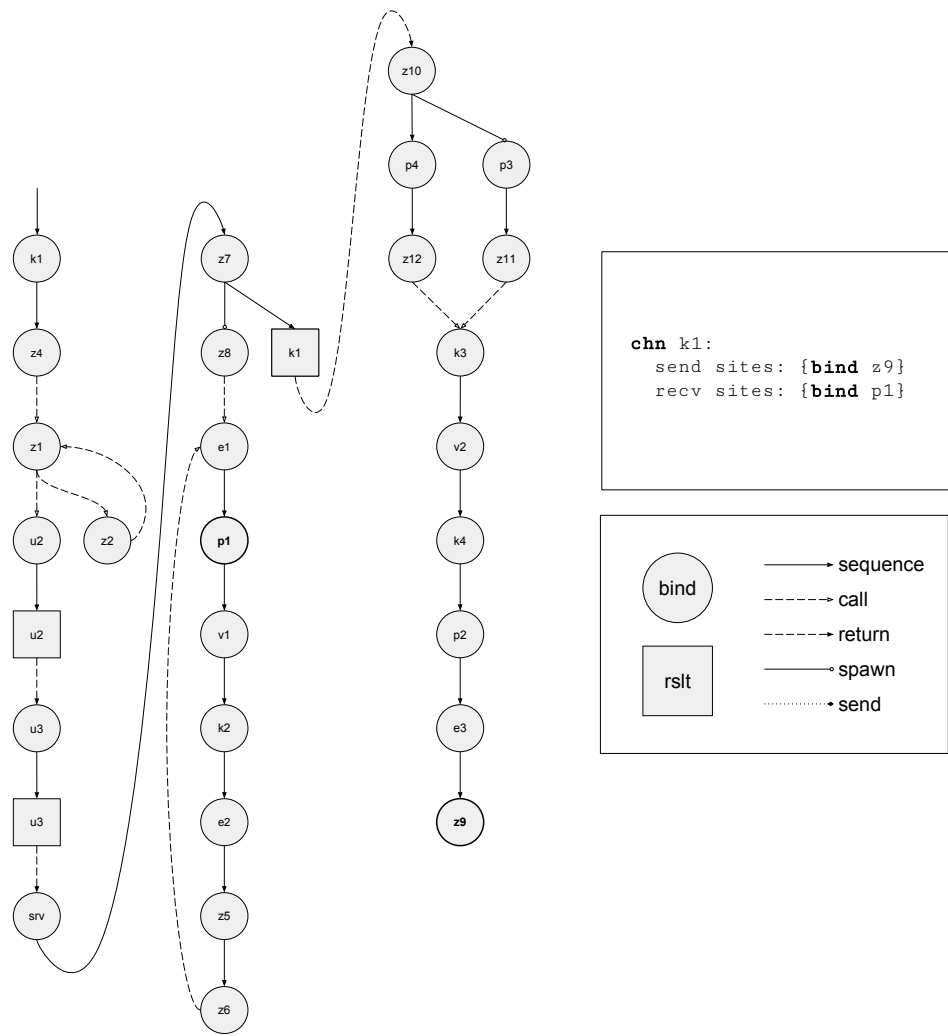 z10
p4
p3
k1
z7
z12
z11
z4
z8
k1
k3
z1
e1
v2
u2
z2
p1
k4
u2
v1
p2
u3
k2
e3
u3
e2
z9
srv
z5
z6
chn k1:
send sites: {bind z9}
recv sites: {bind p1}
bind
rslt
sequence
call
return
spawn
send